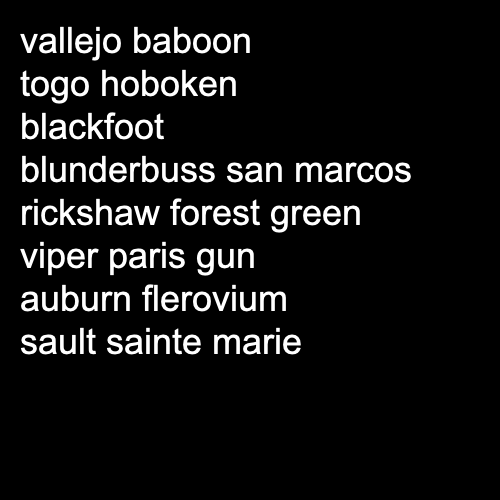 vallejo baboon
togo hoboken
blackfoot
blunderbuss san marcos
rickshaw forest green
viper paris gun
auburn flerovium
sault sainte marie